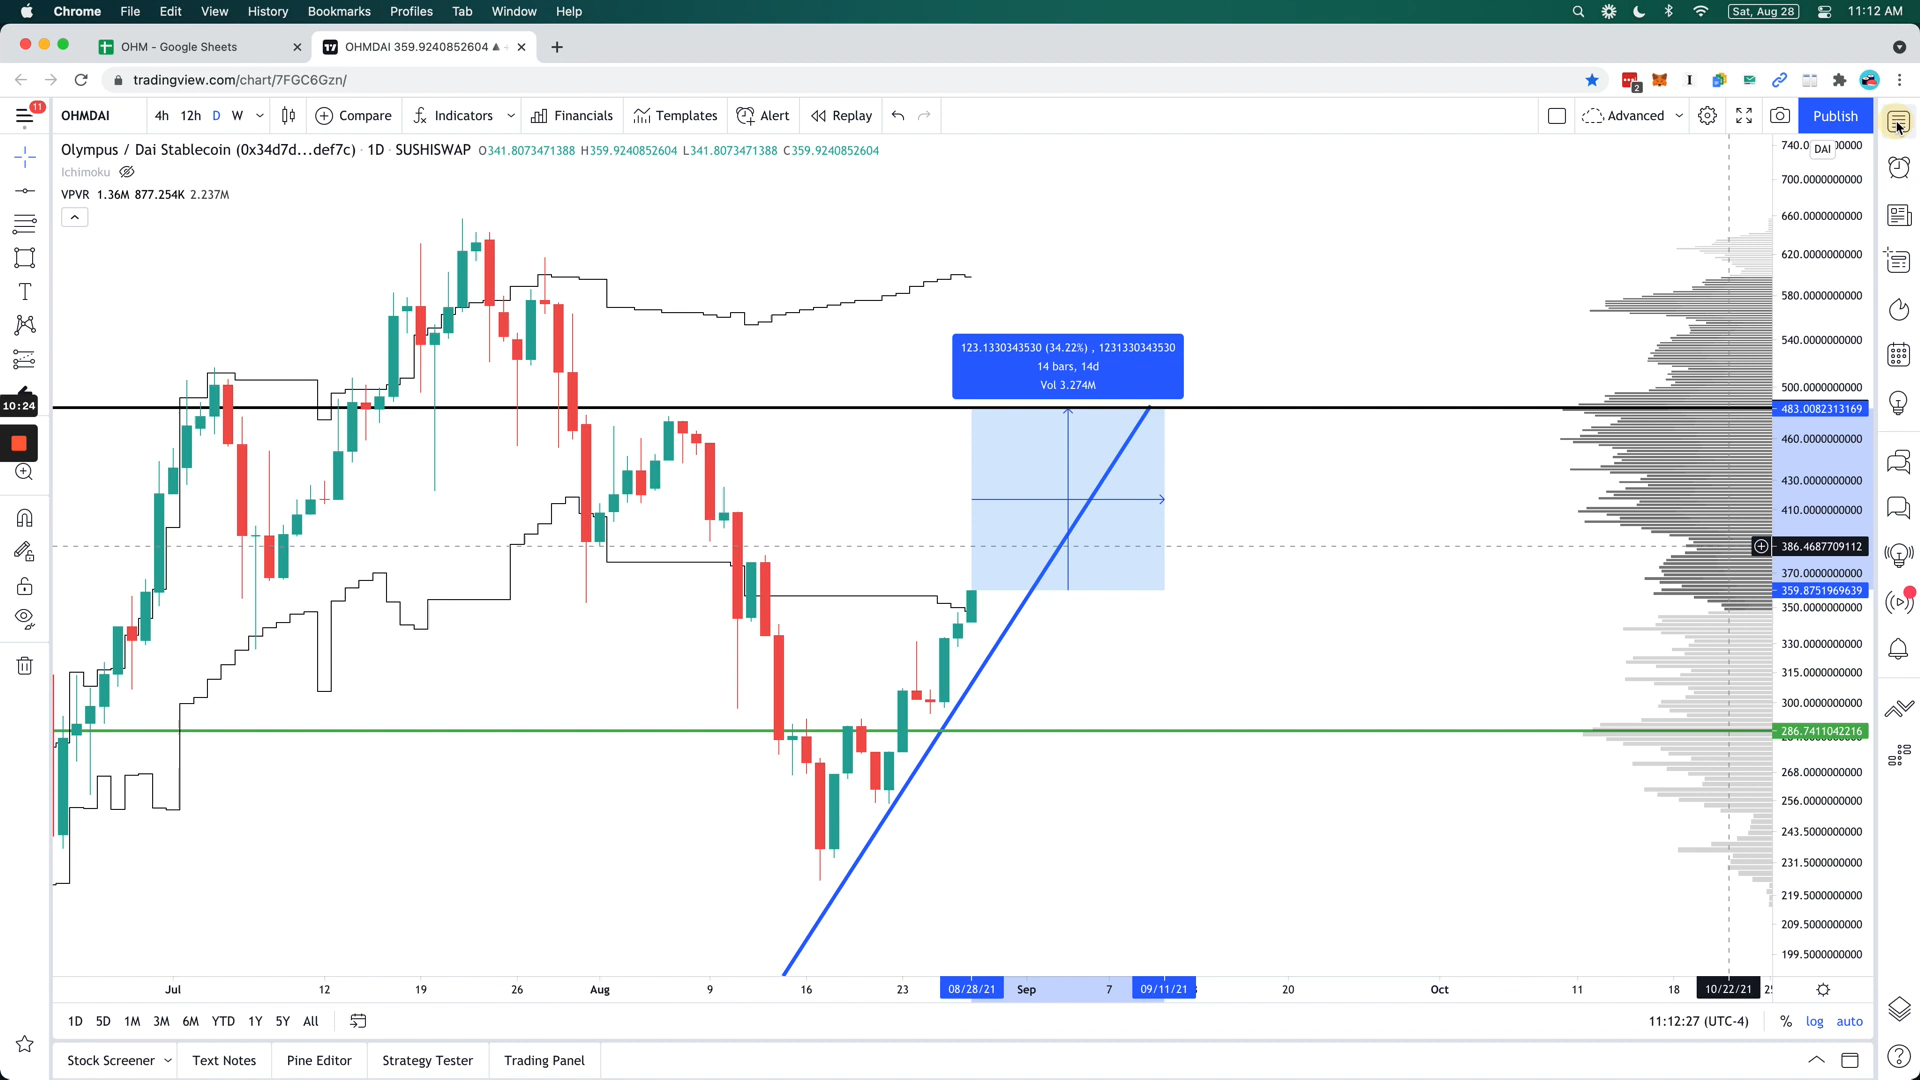 Chrome File Edit View History Bookmarks Profiles Tab Window Help Sat, Aug 28 11:12 AM
OHM - Google Sheets OHMDAI 359.9240852604
tradingview.com/chart/7FGC6Gzn/ 2
11 OHMDAI 4h 12h D W Compare Indicators Financials Templates Alert Replay Advanced Publish
Olympus / Dai Stablecoin (0x34d7d...def7c) · 1D · SUSHISWAP O341.8073471388 H359.9240852604 L341.8073471388 C359.9240852604
Ichimoku
VPVR 1.36M 877.254K 2.237M
DAI
700.0000000000
660.0000000000
620.0000000000
580.0000000000
540.0000000000
123.1330343530 (34.22%) , 1231330343530
14 bars, 14d
Vol 3.274M
500.0000000000
10:24
483.0082313169
460.0000000000
430.0000000000
410.0000000000
386.4687709112
370.0000000000
359.8751969639
350.0000000000
330.0000000000
315.0000000000
300.0000000000
286.7411042216
268.0000000000
256.0000000000
243.5000000000
231.5000000000
219.5000000000
209.5000000000
199.5000000000
Jul 12 19 26 Aug 9 16 23 08/28/21 Sep 7 09/11/21 20 Oct 11 18 10/22/21
1D 5D 1M 3M 6M YTD 1Y 5Y All 11:12:27 (UTC-4) % log auto
Stock Screener Text Notes Pine Editor Strategy Tester Trading Panel